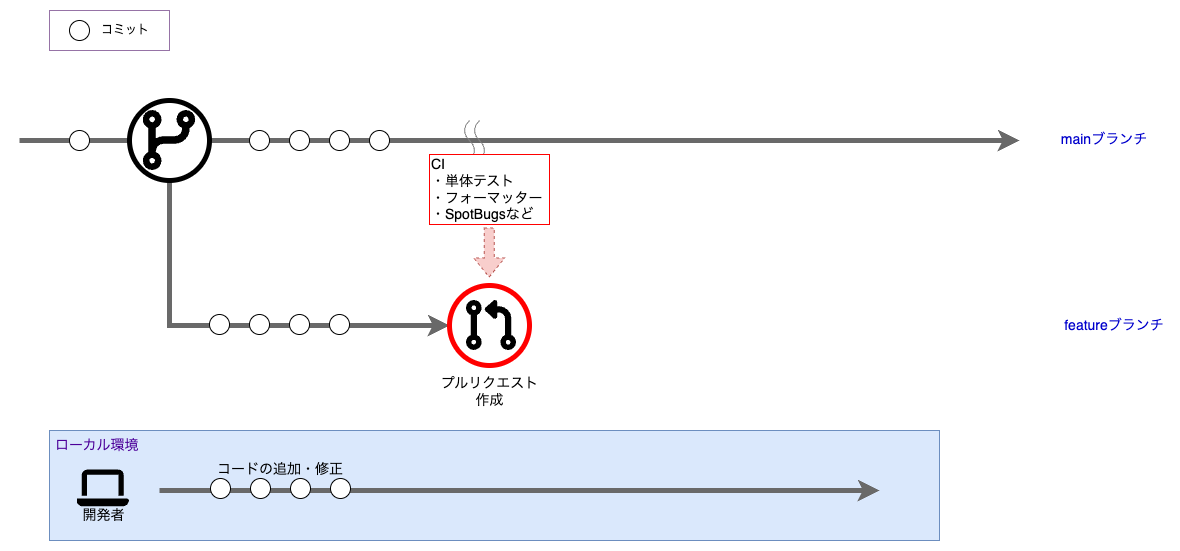 コミット
mainブランチ
CI
・単体テスト
・フォーマッター
・SpotBugsなど
featureブランチ
プルリクエスト
作成
ローカル環境
コードの追加・修正
開発者